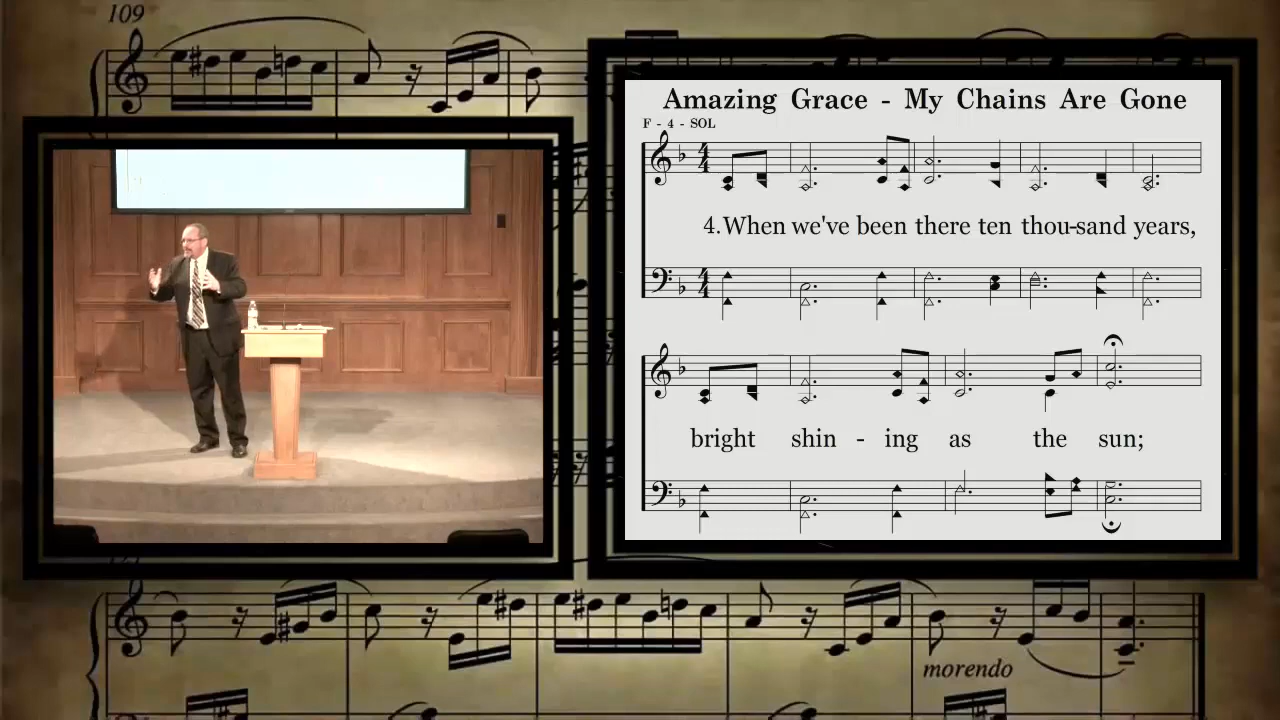 109
Amazing Grace - My Chains Are Gone
F - 4 - SOL
4.When we've been there ten thou-sand years,
bright shin - ing as the sun;
morendo